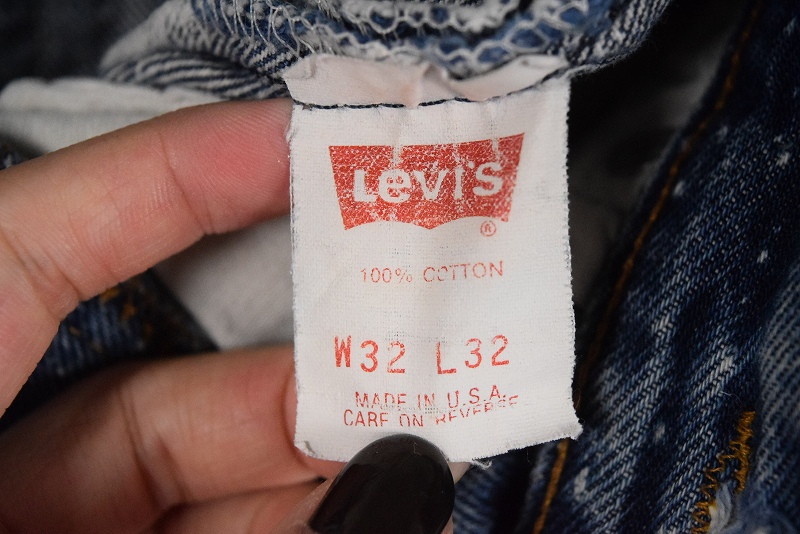 Levi's
®
100% COTTON
W32 L32
MADE IN U.S.A.
CARE ON REVERSE